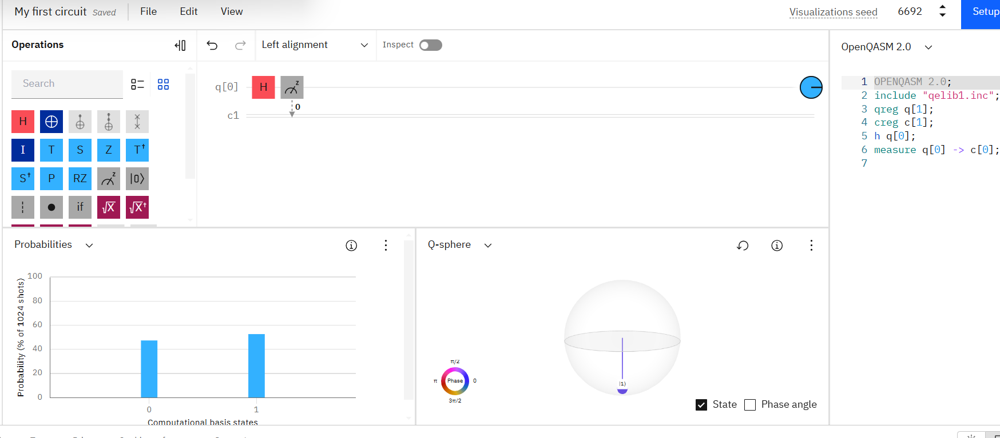 My first circuit Saved File Edit View Visualizations seed 6692 Setup
Operations Left alignment Inspect OpenQASM 2.0
Search
q[0] H z
0
c1
H
I T S Z T†
S† P RZ z |0⟩
if √X √X†
1 OPENQASM 2.0;
2 include "qelib1.inc";
3 qreg q[1];
4 creg c[1];
5 h q[0];
6 measure q[0] -> c[0];
7
Probabilities
Probability (% of 1024 shots)
100
80
60
40
20
0
0 1
Computational basis states
Q-sphere
|1⟩
π/2
π Phase 0
3π/2
State Phase angle